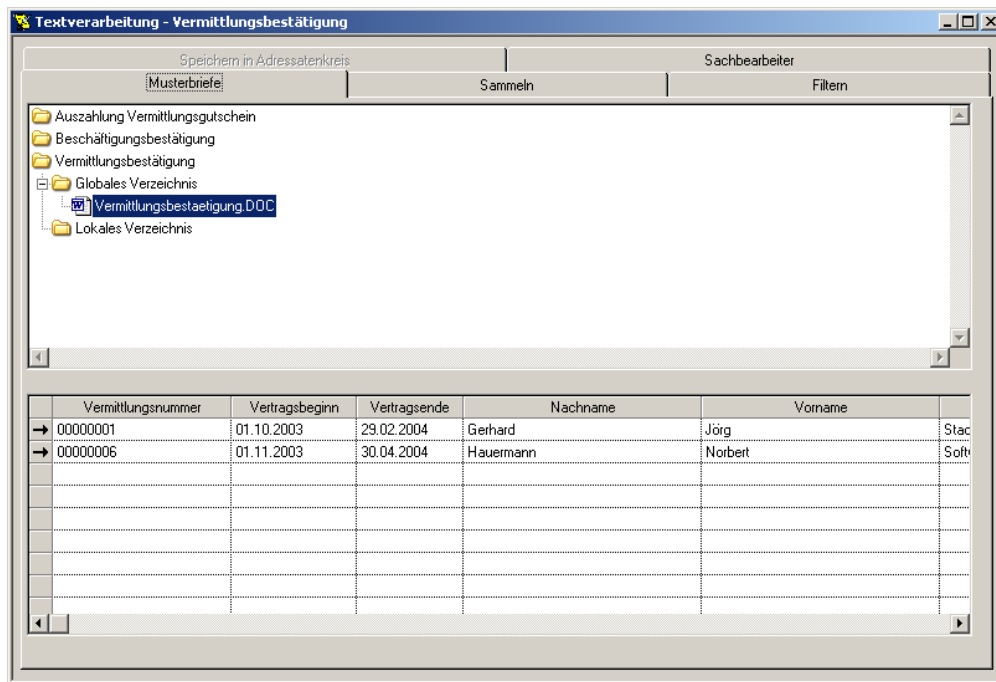 Textverarbeitung - Vermittlungsbestätigung
Speichern in Adressatenkreis Sachbearbeiter
Musterbriefe Sammeln Filtern
Auszahlung Vermittlungsgutschein
Beschäftigungsbestätigung
Vermittlungsbestätigung
Globales Verzeichnis
Vermittlungsbestaetigung.DOC
Lokales Verzeichnis
Vermittlungsnummer Vertragsbeginn Vertragsende Nachname Vorname
00000001 01.10.2003 29.02.2004 Gerhard Jörg Stad
00000006 01.11.2003 30.04.2004 Hauermann Norbert Soft